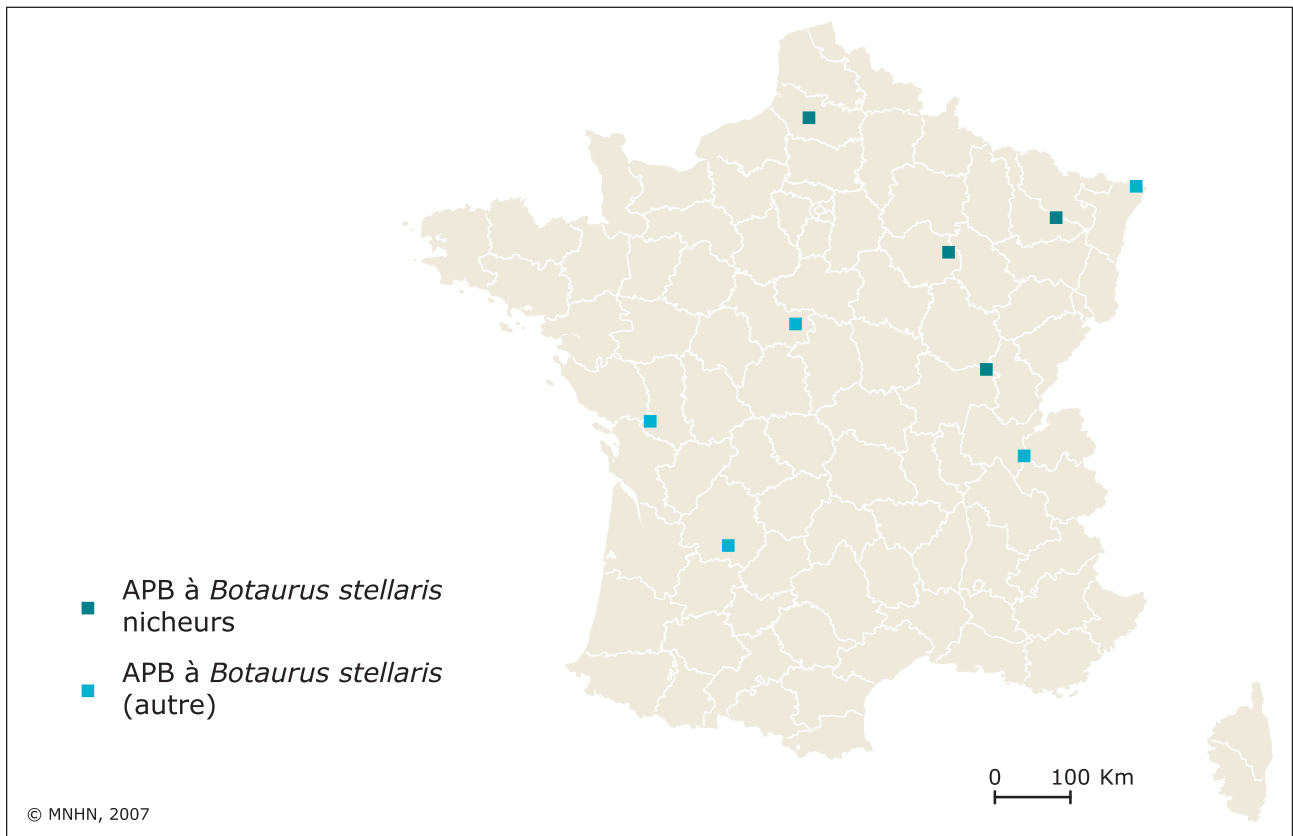 APB à Botaurus stellaris
nicheurs
APB à Botaurus stellaris
(autre)
0 100 Km
© MNHN, 2007